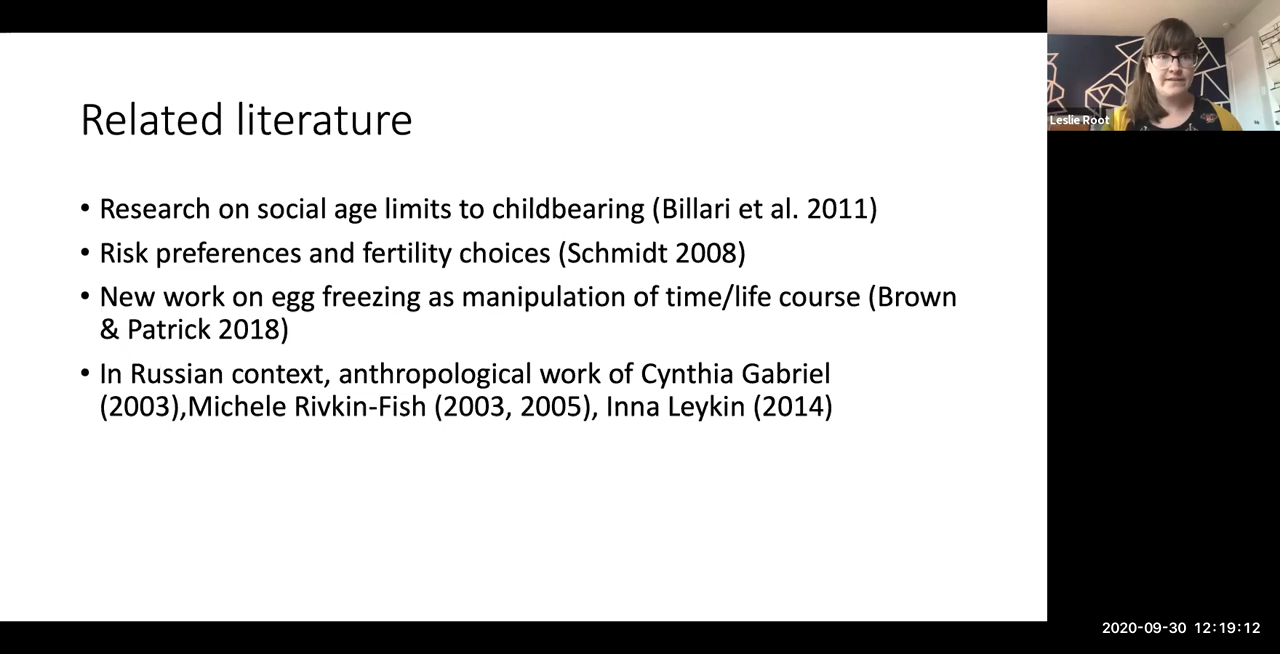 Related literature
• Research on social age limits to childbearing (Billari et al. 2011)
• Risk preferences and fertility choices (Schmidt 2008)
• New work on egg freezing as manipulation of time/life course (Brown
& Patrick 2018)
• In Russian context, anthropological work of Cynthia Gabriel
(2003),Michele Rivkin-Fish (2003, 2005), Inna Leykin (2014)
Leslie Root
2020-09-30 12:19:12